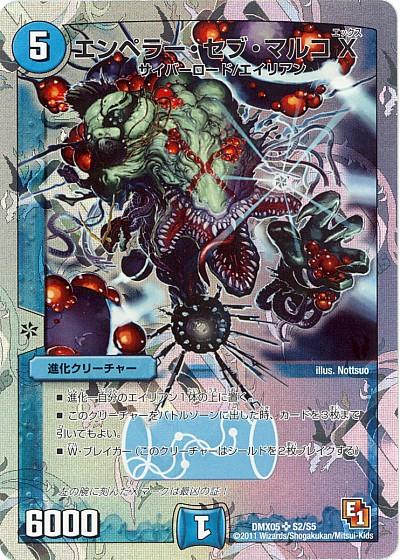 5
エンペラー・セブ・マルコ X
エックス
サイバーロード/エイリアン
illus. Nottsuo
進化クリーチャー
■ 進化－自分のエイリアン1体の上に置く。
■ このクリーチャーをバトルゾーンに出した時、カードを3枚まで
引いてもよい。
■ W・ブレイカー (このクリーチャーはシールドを2枚ブレイクする)
左の腕に刻んだXマークは最凶の証！
6000
1
DMX05 S2/S5
E1
©2011 Wizards/Shogakukan/Mitsui-Kids